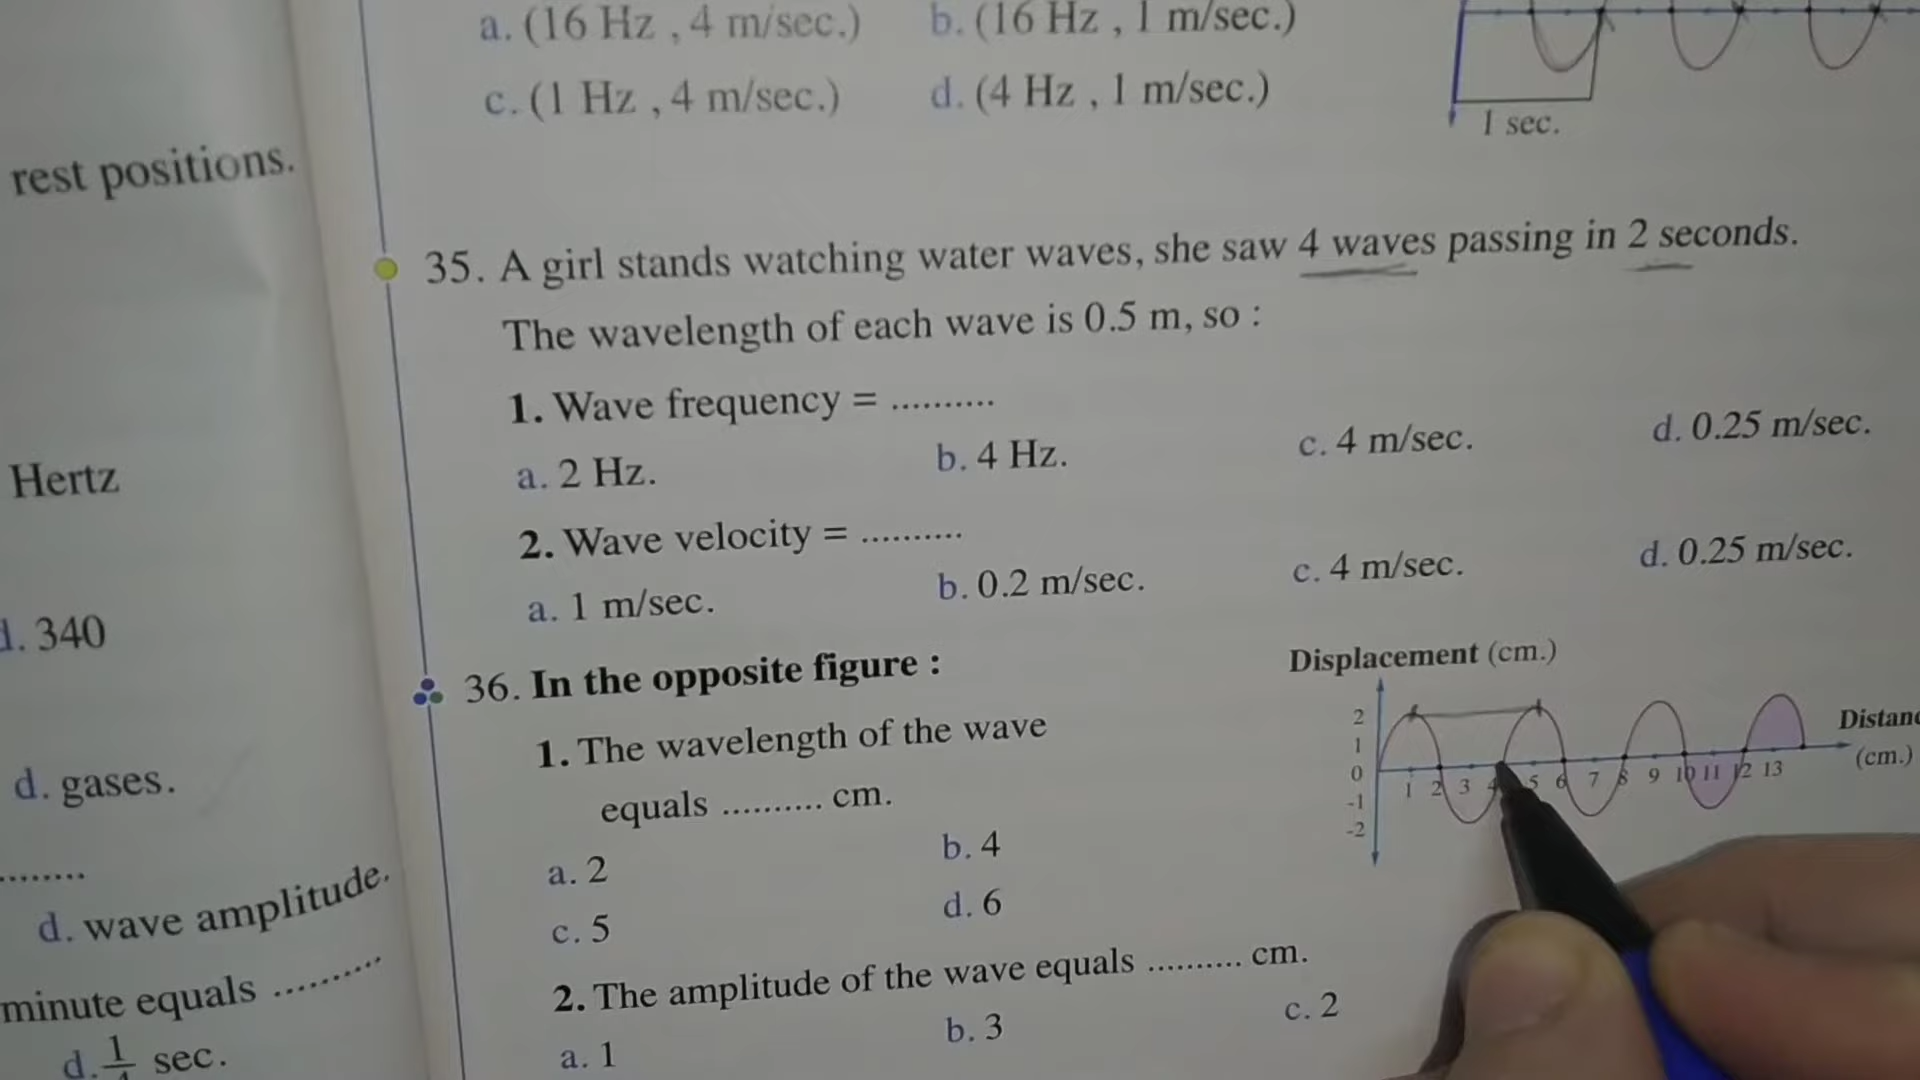 a. (16 Hz , 4 m/sec.) b. (16 Hz , 1 m/sec.)
c. (1 Hz , 4 m/sec.) d. (4 Hz , 1 m/sec.)
1 sec.
rest positions.
Hertz
d. 340
d. gases.
..........
d. wave amplitude.
minute equals ..........
d. 1/4 sec.
35. A girl stands watching water waves, she saw 4 waves passing in 2 seconds.
The wavelength of each wave is 0.5 m, so :
1. Wave frequency = ..........
a. 2 Hz. b. 4 Hz. c. 4 m/sec. d. 0.25 m/sec.
2. Wave velocity = ..........
a. 1 m/sec. b. 0.2 m/sec. c. 4 m/sec. d. 0.25 m/sec.
36. In the opposite figure :
1. The wavelength of the wave
equals .......... cm.
a. 2 b. 4
c. 5 d. 6
2. The amplitude of the wave equals .......... cm.
a. 1 b. 3 c. 2
Displacement (cm.)
2
1
0
-1
-2
1 2 3 4 5 6 7 8 9 10 11 12 13
(cm.)